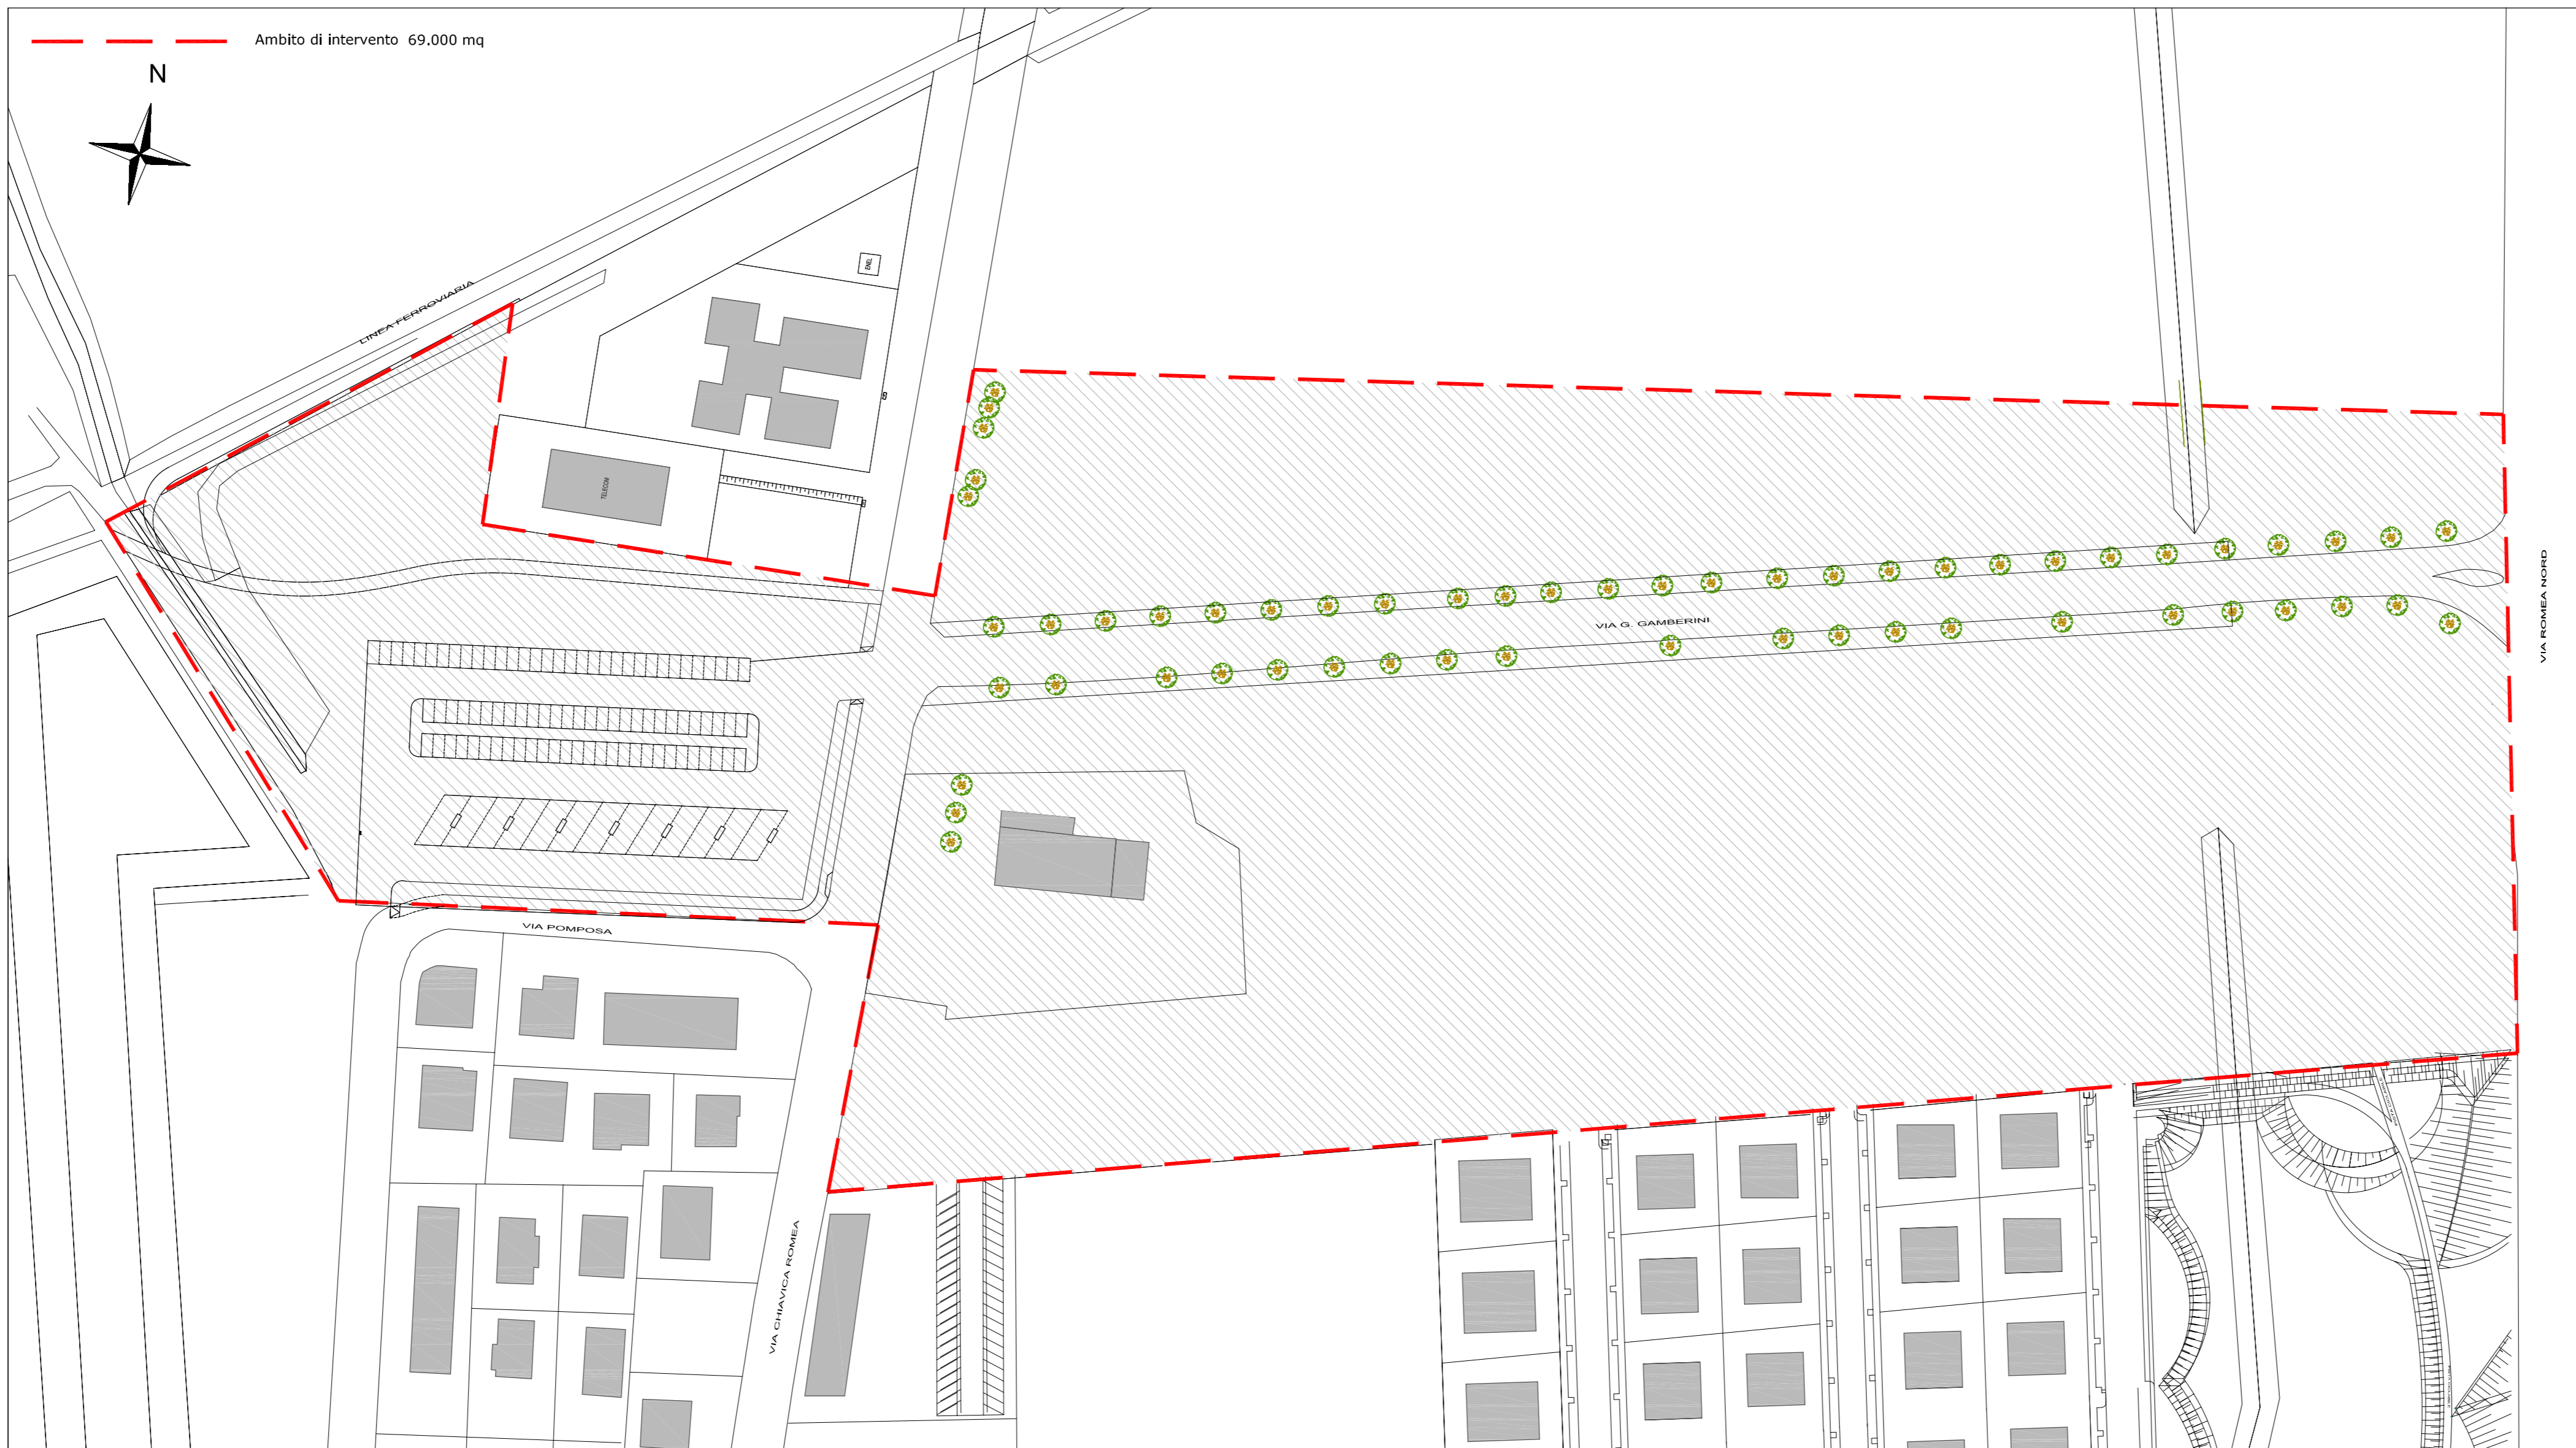 Ambito di intervento 69.000 mq
N
ENEL
LINEA FERROVIARIA
TELECOM
VIA G. GAMBERINI
VIA ROMEA NORD
VIA POMPOSA
VIA CHIAVICA ROMEA